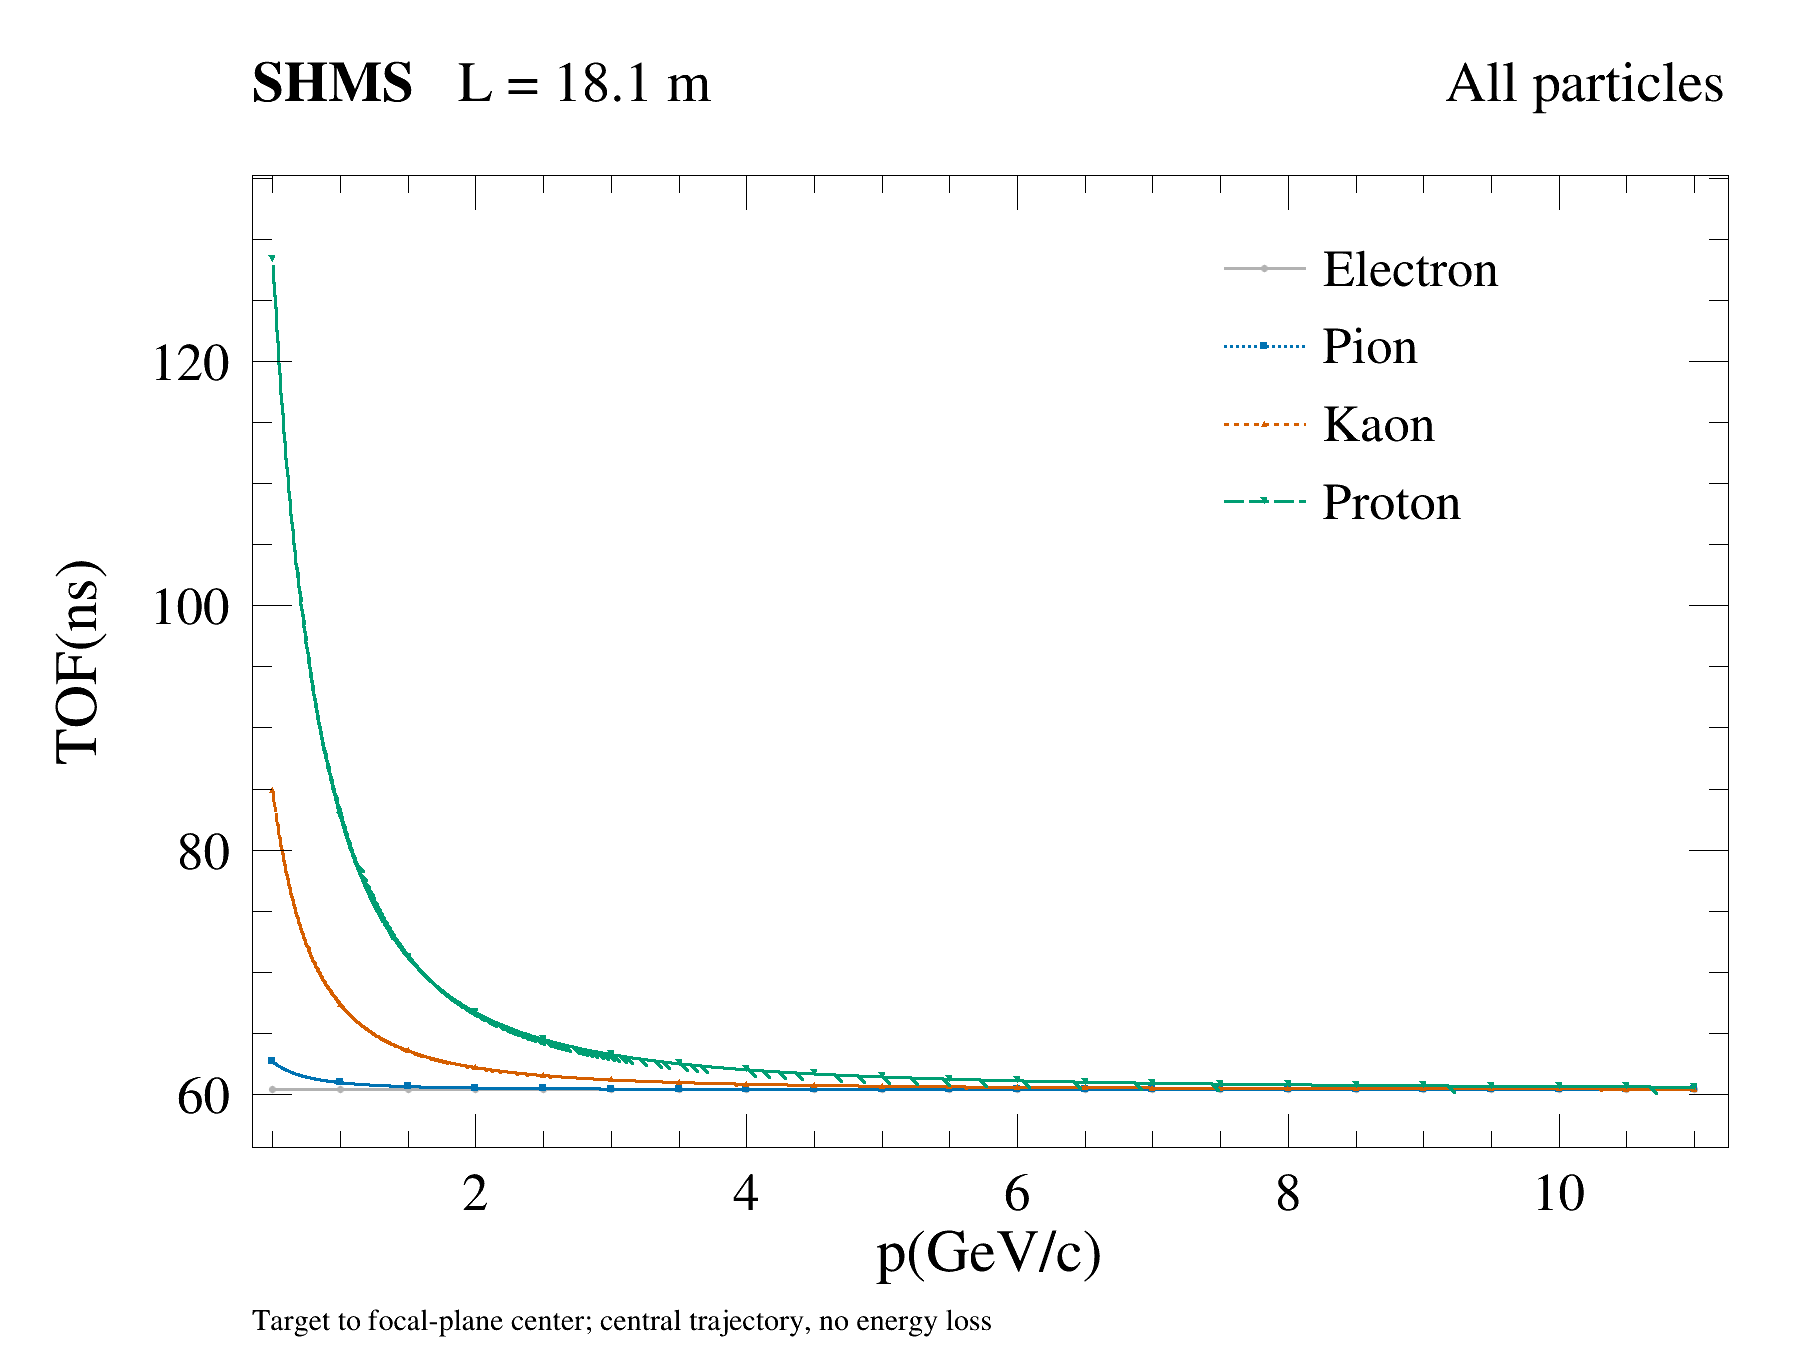 SHMS L = 18.1 m
All particles
Electron
Pion
Kaon
Proton
TOF(ns)
120
100
80
60
2 4 6 8 10
p(GeV/c)
Target to focal-plane center; central trajectory, no energy loss